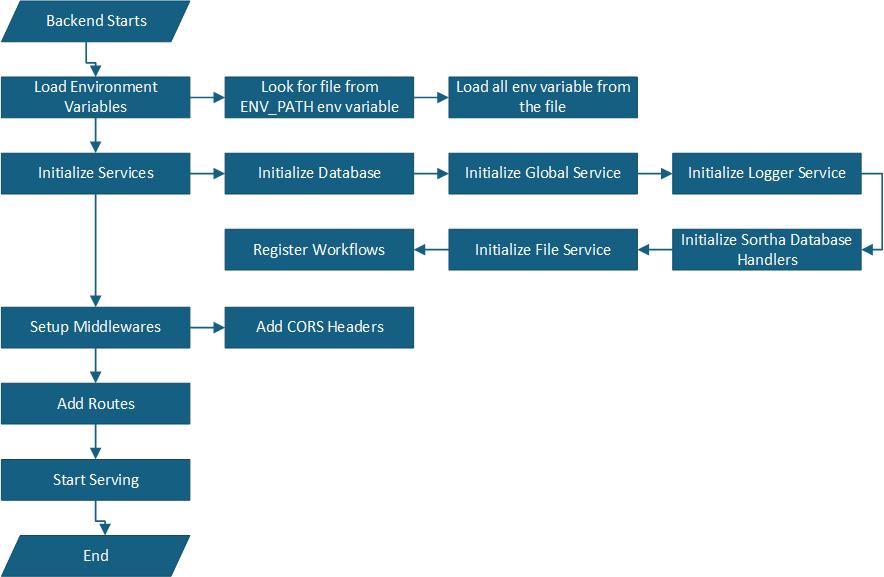 Backend Starts
Load Environment
Variables
Look for file from
ENV_PATH env variable
Load all env variable from
the file
Initialize Services
Initialize Database
Initialize Global Service
Initialize Logger Service
Initialize Sortha Database
Handlers
Initialize File Service
Register Workflows
Setup Middlewares
Add CORS Headers
Add Routes
Start Serving
End